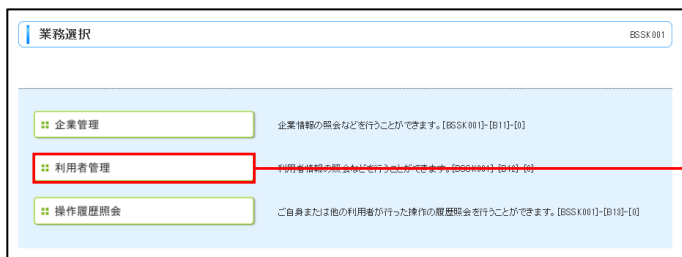 業務選択
BSSK001
企業管理
企業情報の照会などを行うことができます。[BSSK001]-[B11]-[0]
利用者管理
利用者情報の照会などを行うことができます。[BSSK001]-[B12]-[0]
操作履歴照会
ご自身または他の利用者が行った操作の履歴照会を行うことができます。[BSSK001]-[B13]-[0]